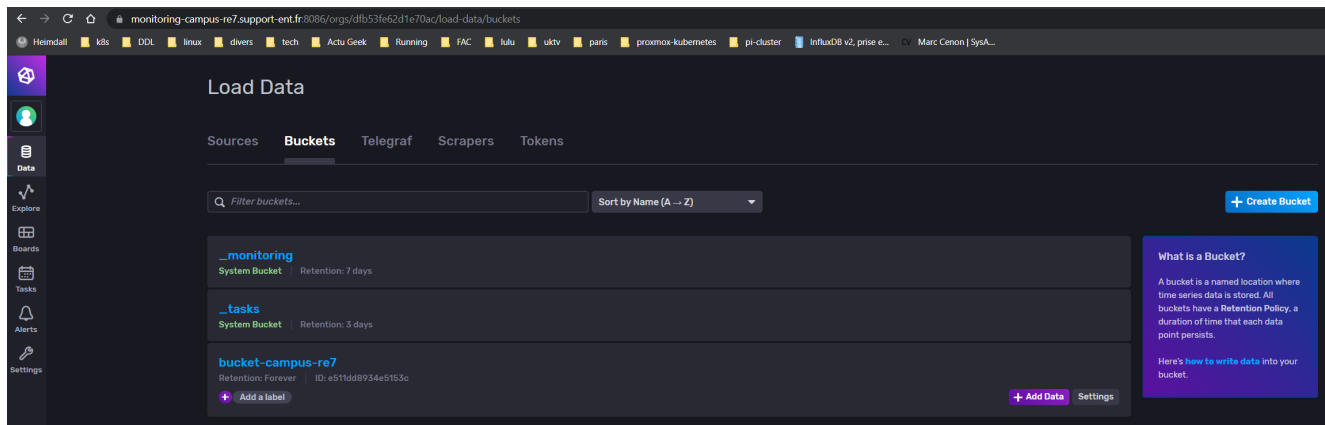 monitoring-campus-re7.support-ent.fr:8086/orgs/dfb53fe62d1e70ac/load-data/buckets
Heimdall k8s DDL linux divers tech Actu Geek Running FAC lulu uktv paris proxmox-kubernetes pi-cluster InfluxDB v2, prise e... CV Marc Cenon | SysA...
Load Data
Sources Buckets Telegraf Scrapers Tokens
Data
Explore
Boards
Tasks
Alerts
Settings
Filter buckets... Sort by Name (A → Z) + Create Bucket
_monitoring
System Bucket Retention: 7 days
_tasks
System Bucket Retention: 3 days
bucket-campus-re7
Retention: Forever ID: e511dd8934e5153c
+ Add a label + Add Data Settings
What is a Bucket?
A bucket is a named location where
time series data is stored. All
buckets have a Retention Policy, a
duration of time that each data
point persists.
Here's how to write data into your
bucket.